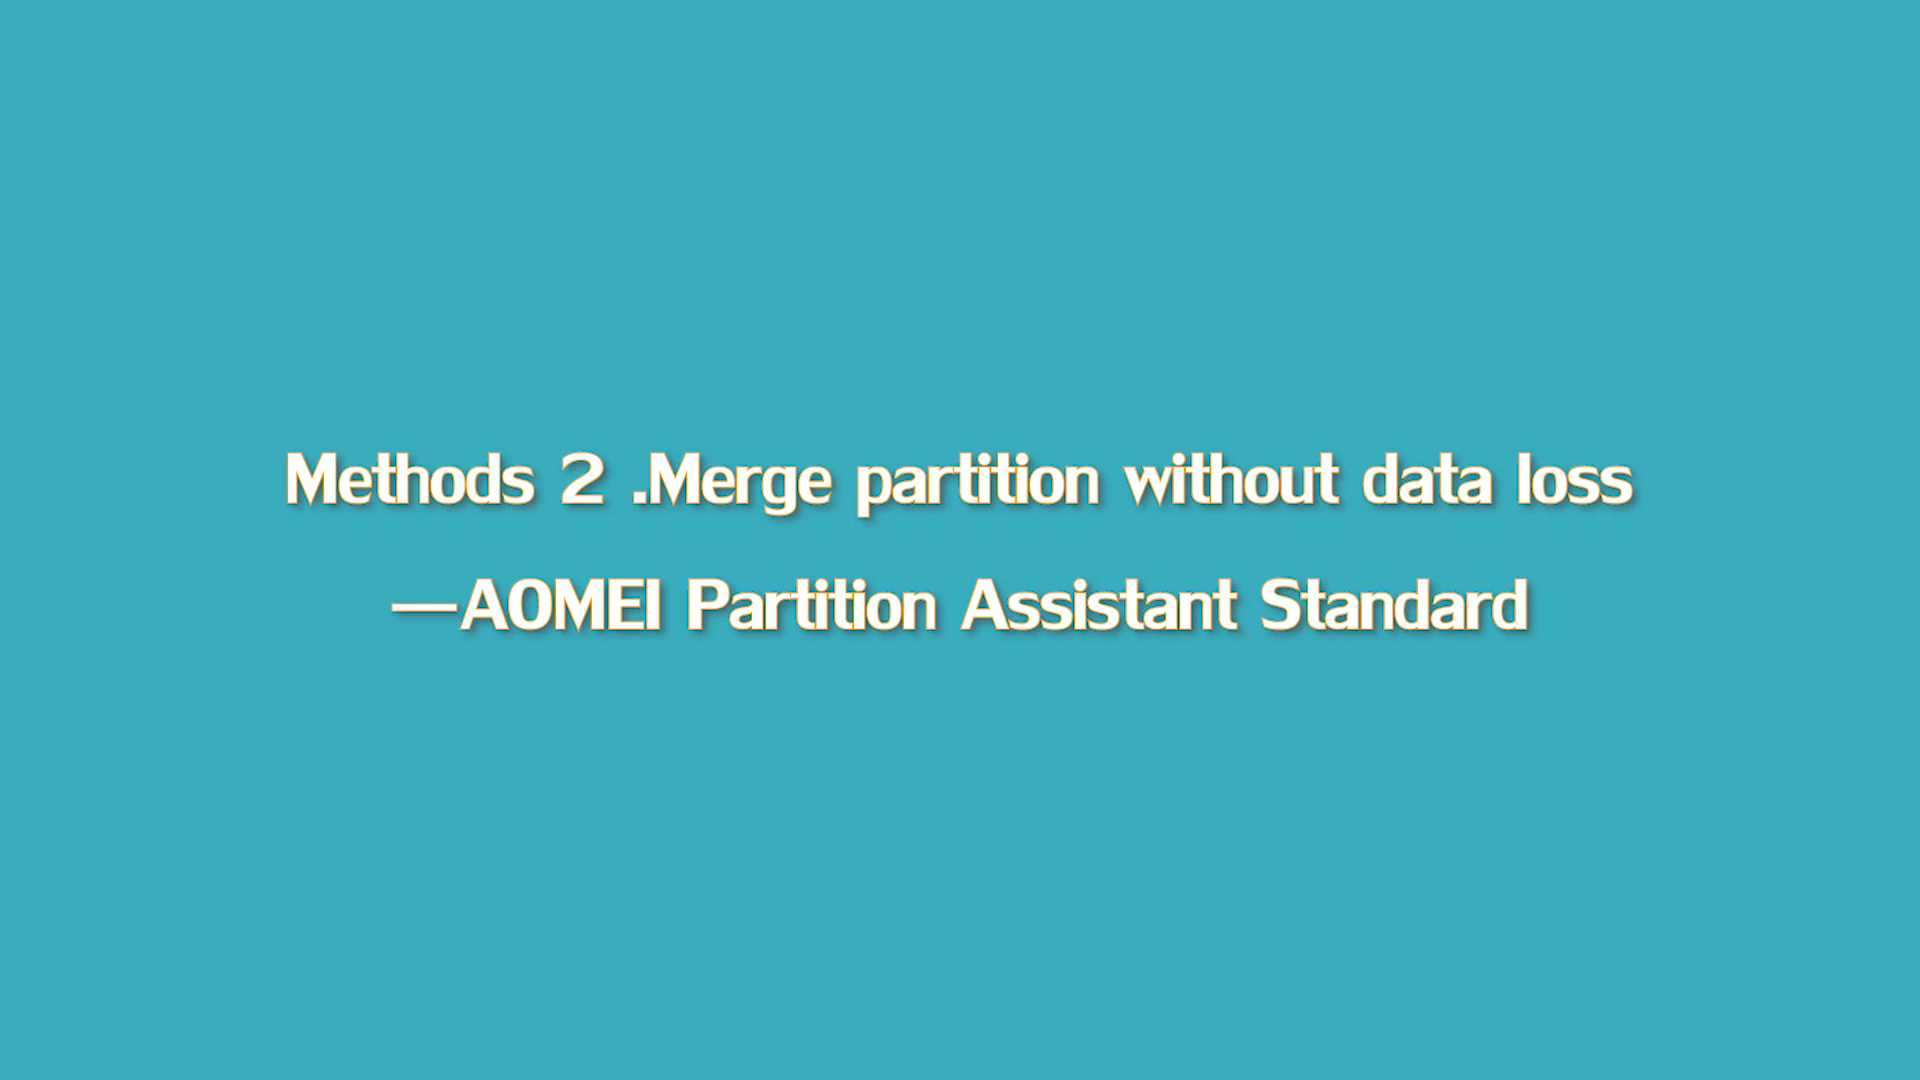 Methods 2 .Merge partition without data loss
—AOMEI Partition Assistant Standard